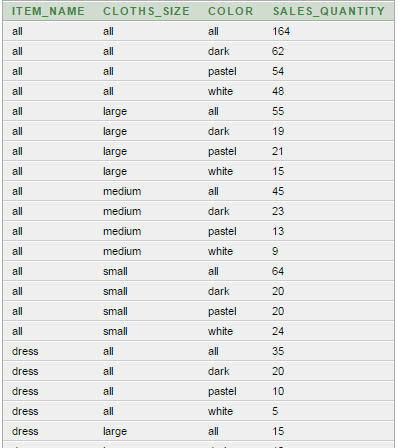 ITEM_NAME CLOTHS_SIZE COLOR SALES_QUANTITY
all all all 164
all all dark 62
all all pastel 54
all all white 48
all large all 55
all large dark 19
all large pastel 21
all large white 15
all medium all 45
all medium dark 23
all medium pastel 13
all medium white 9
all small all 64
all small dark 20
all small pastel 20
all small white 24
dress all all 35
dress all dark 20
dress all pastel 10
dress all white 5
dress large all 15